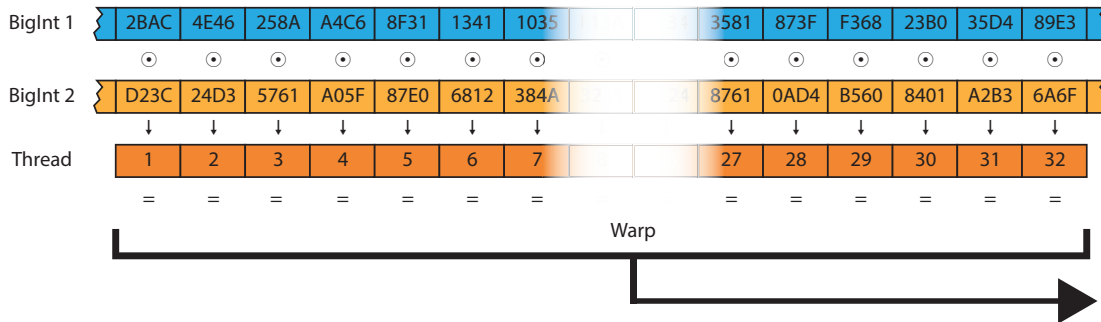 BigInt 1 2BAC 4E46 258A A4C6 8F31 1341 1035 3581 873F F368 23B0 35D4 89E3
⊙ ⊙ ⊙ ⊙ ⊙ ⊙ ⊙ ⊙ ⊙ ⊙ ⊙ ⊙ ⊙
BigInt 2 D23C 24D3 5761 A05F 87E0 6812 384A 8761 0AD4 B560 8401 A2B3 6A6F
↓ ↓ ↓ ↓ ↓ ↓ ↓ ↓ ↓ ↓ ↓ ↓ ↓
Thread 1 2 3 4 5 6 7 27 28 29 30 31 32
= = = = = = = = = = = = =
Warp